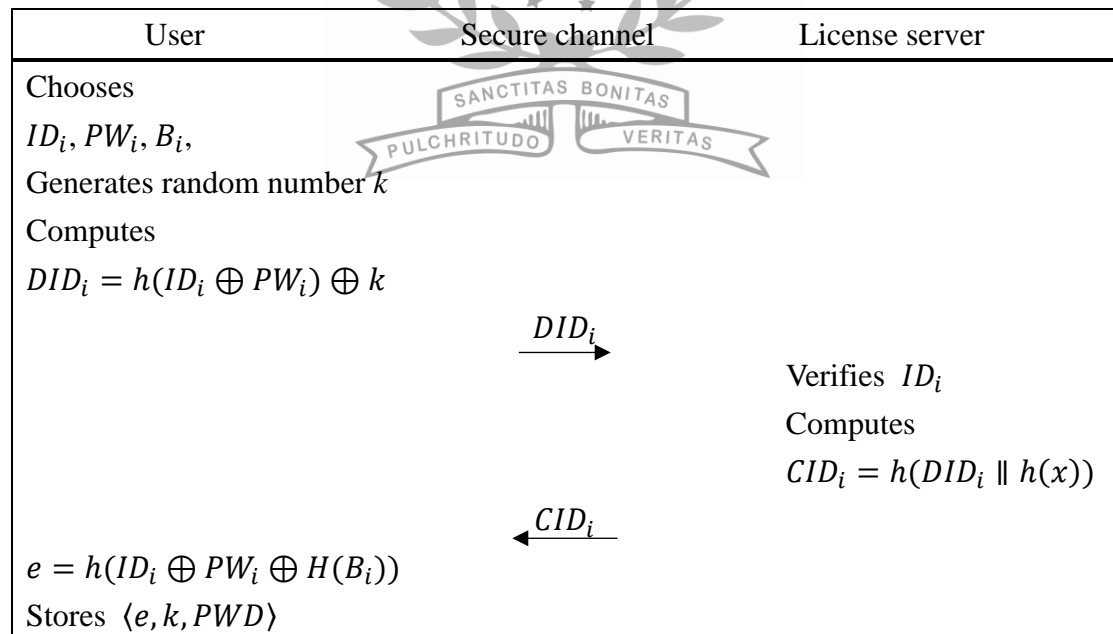 User Secure channel License server
Chooses
SANCTITAS BONITAS
PULCHRITUDO VERITAS
𝐼𝐷ᵢ, 𝑃𝑊ᵢ, 𝐵ᵢ,
Generates random number k
Computes
𝐷𝐼𝐷ᵢ = ℎ(𝐼𝐷ᵢ ⊕ 𝑃𝑊ᵢ) ⊕ 𝑘
𝐷𝐼𝐷ᵢ
Verifies 𝐼𝐷ᵢ
Computes
𝐶𝐼𝐷ᵢ = ℎ(𝐷𝐼𝐷ᵢ ∥ ℎ(𝑥))
𝐶𝐼𝐷ᵢ
𝑒 = ℎ(𝐼𝐷ᵢ ⊕ 𝑃𝑊ᵢ ⊕ 𝐻(𝐵ᵢ))
Stores ⟨𝑒, 𝑘, 𝑃𝑊𝐷⟩